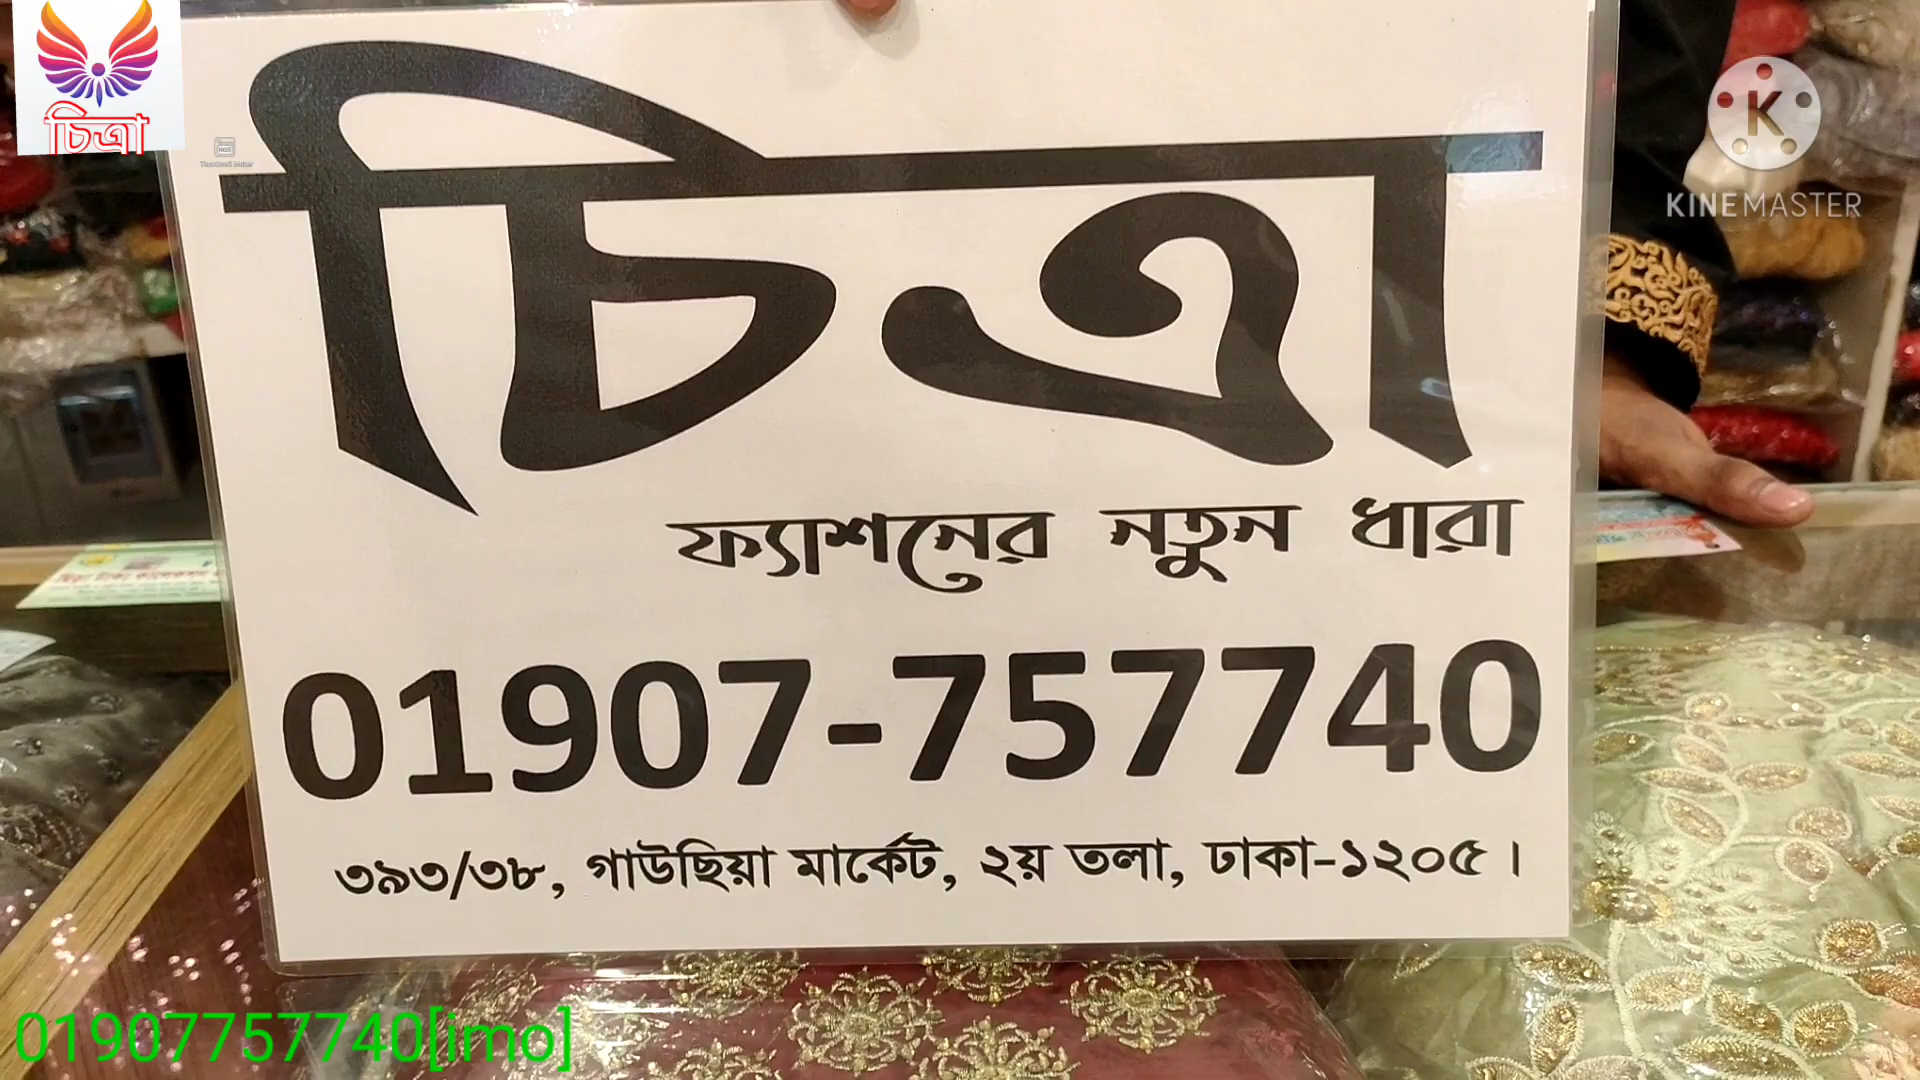 চিত্রা
চিত্রা
ফ্যাশনের নতুন ধারা
01907-757740
৩৯৩/৩৮, গাউছিয়া মার্কেট, ২য় তলা, ঢাকা-১২০৫।
K
KINEMASTER
01907757740[imo]